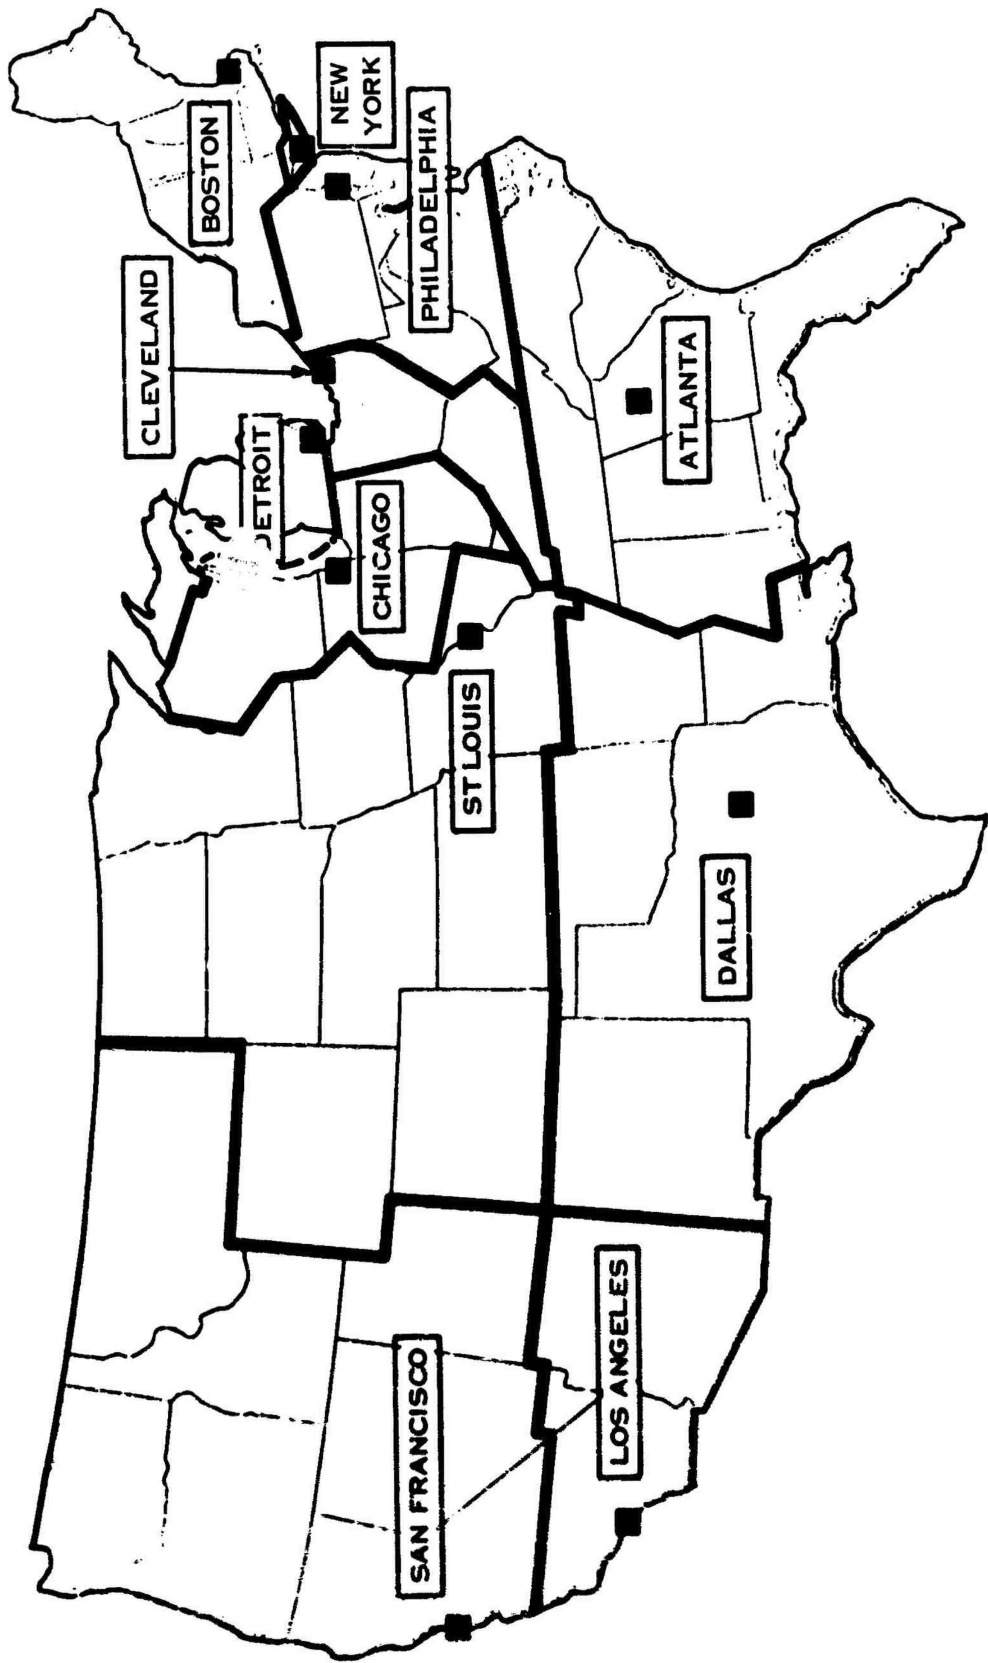 BOSTON
NEW
YORK
CLEVELAND
PHILADELPHIA
DETROIT
CHICAGO
ATLANTA
ST LOUIS
DALLAS
SAN FRANCISCO
LOS ANGELES